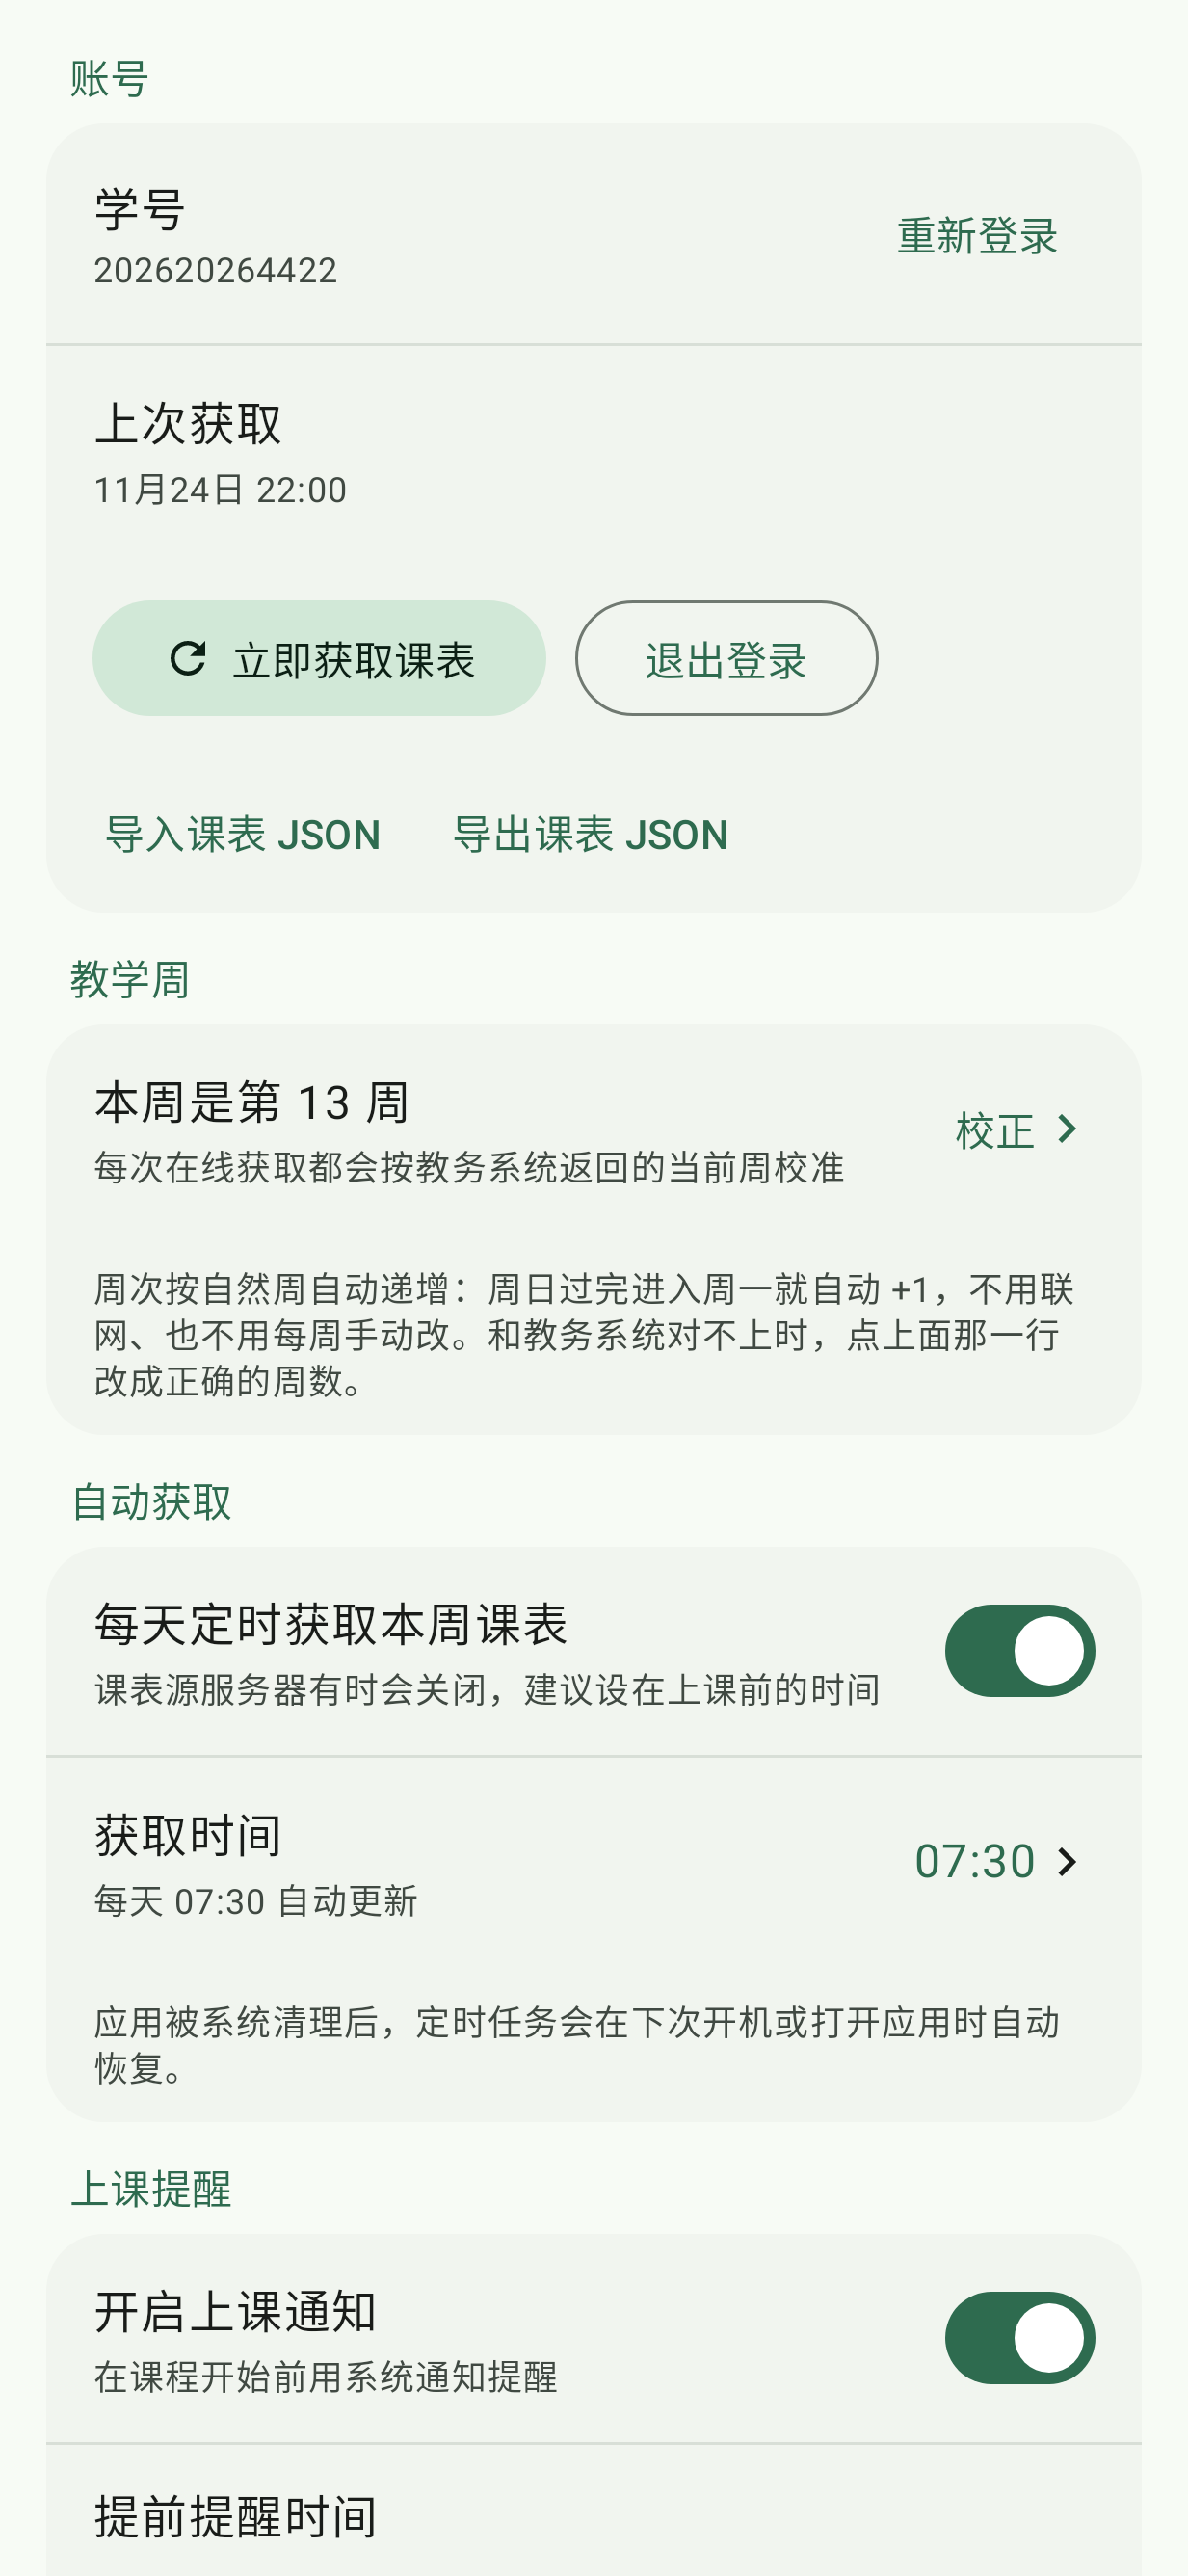 账号
学号
202620264422
重新登录
上次获取
11月24日 22:00
立即获取课表
退出登录
导入课表 JSON
导出课表 JSON
教学周
本周是第 13 周
每次在线获取都会按教务系统返回的当前周校准
校正
周次按自然周自动递增：周日过完进入周一就自动 +1，不用联
网、也不用每周手动改。和教务系统对不上时，点上面那一行
改成正确的周数。
自动获取
每天定时获取本周课表
课表源服务器有时会关闭，建议设在上课前的时间
获取时间
每天 07:30 自动更新
07:30
应用被系统清理后，定时任务会在下次开机或打开应用时自动
恢复。
上课提醒
开启上课通知
在课程开始前用系统通知提醒
提前提醒时间